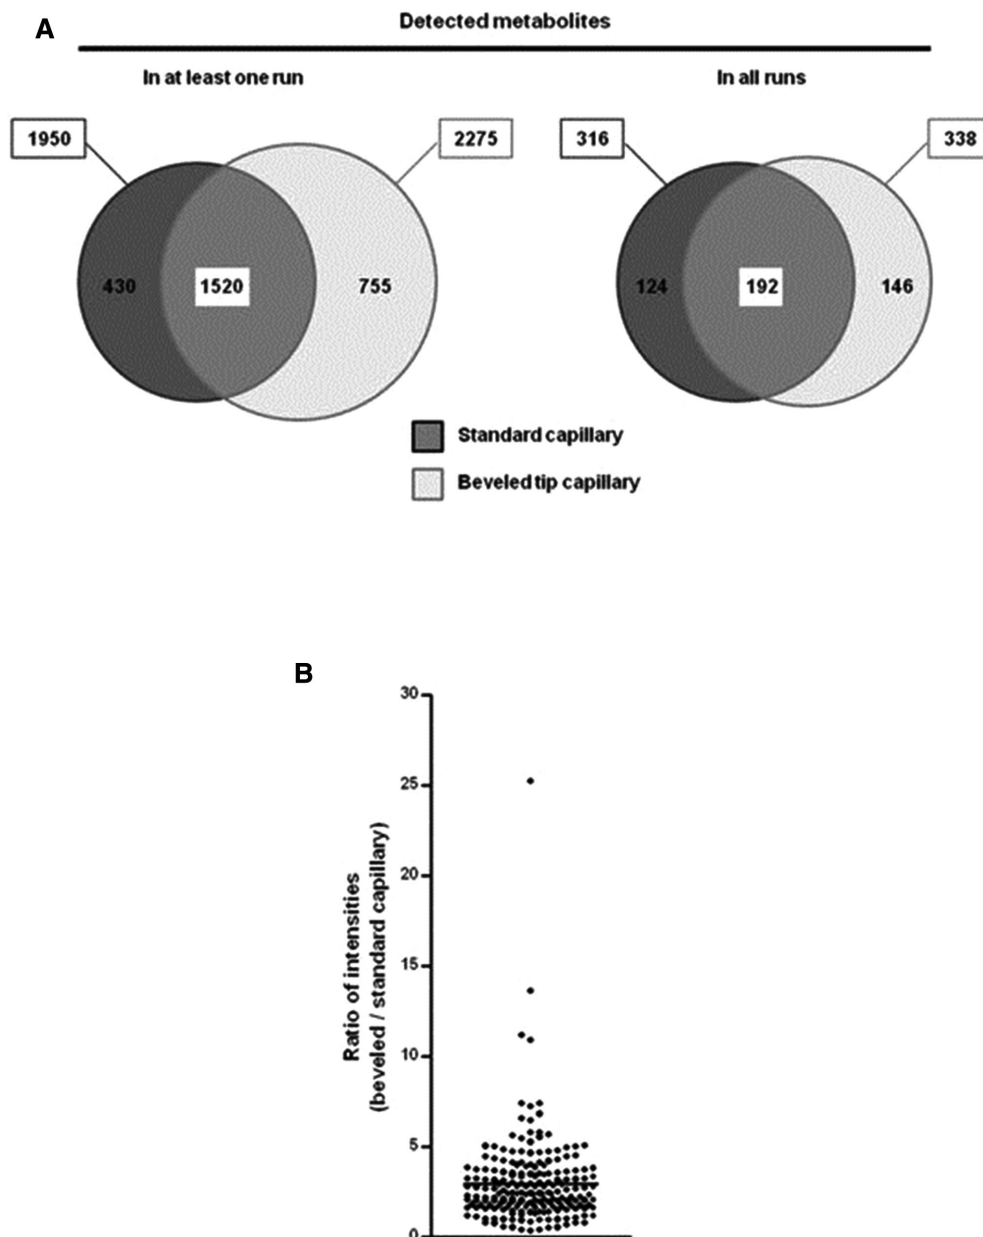 A
Detected metabolites
In at least one run
In all runs
1950
2275
316
338
430
1520
755
124
192
146
Standard capillary
Beveled tip capillary
B
30
25
20
15
10
5
0
Ratio of intensities
(beveled / standard capillary)